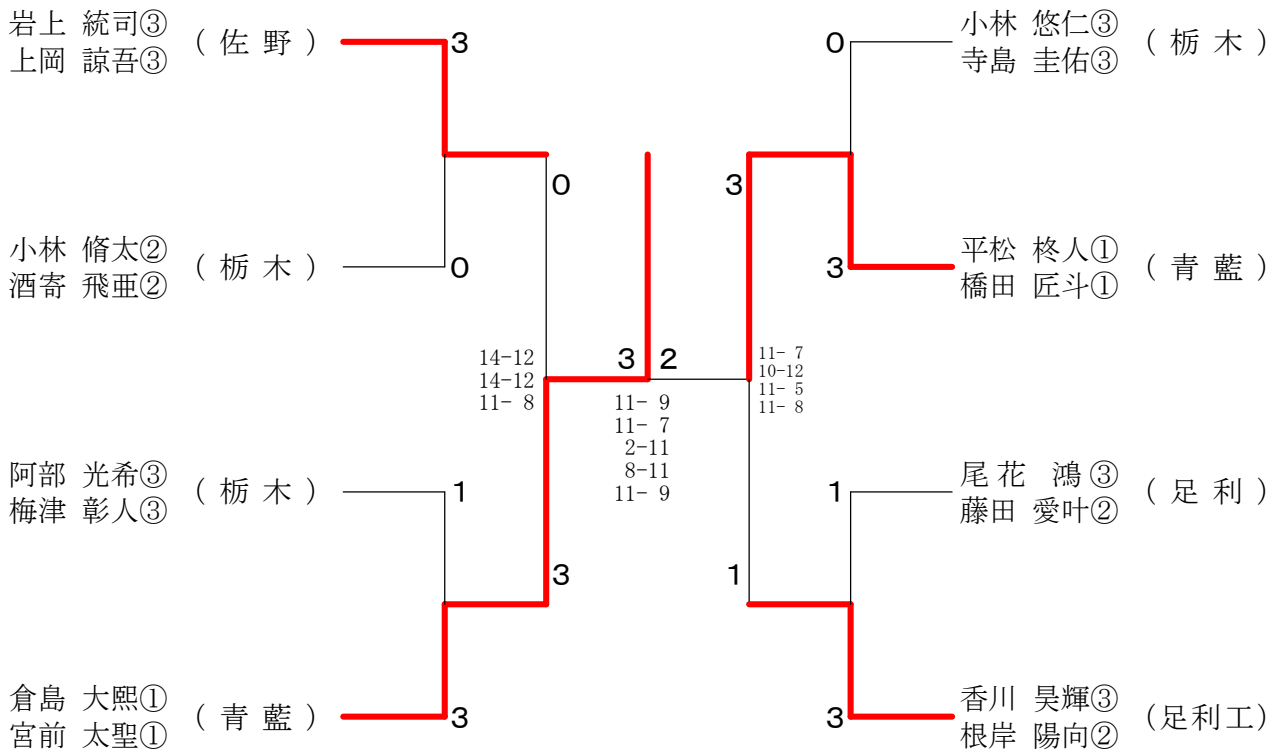 岩上 統司③
上岡 諒吾③
(佐野)
3
0
小林 脩太②
酒寄 飛亜②
(栃木)
0
14-12
14-12
11- 8
阿部 光希③
梅津 彰人③
(栃木)
1
3
倉島 大熙①
宮前 太聖①
(青藍)
3
3 2
11- 9
11- 7
2-11
8-11
11- 9
0
小林 悠仁③
寺島 圭佑③
(栃木)
3
3
平松 柊人①
橋田 匠斗①
(青藍)
11- 7
10-12
11- 5
11- 8
1
尾花 鴻③
藤田 愛叶②
(足利)
1
3
香川 昊輝③
根岸 陽向②
(足利工)